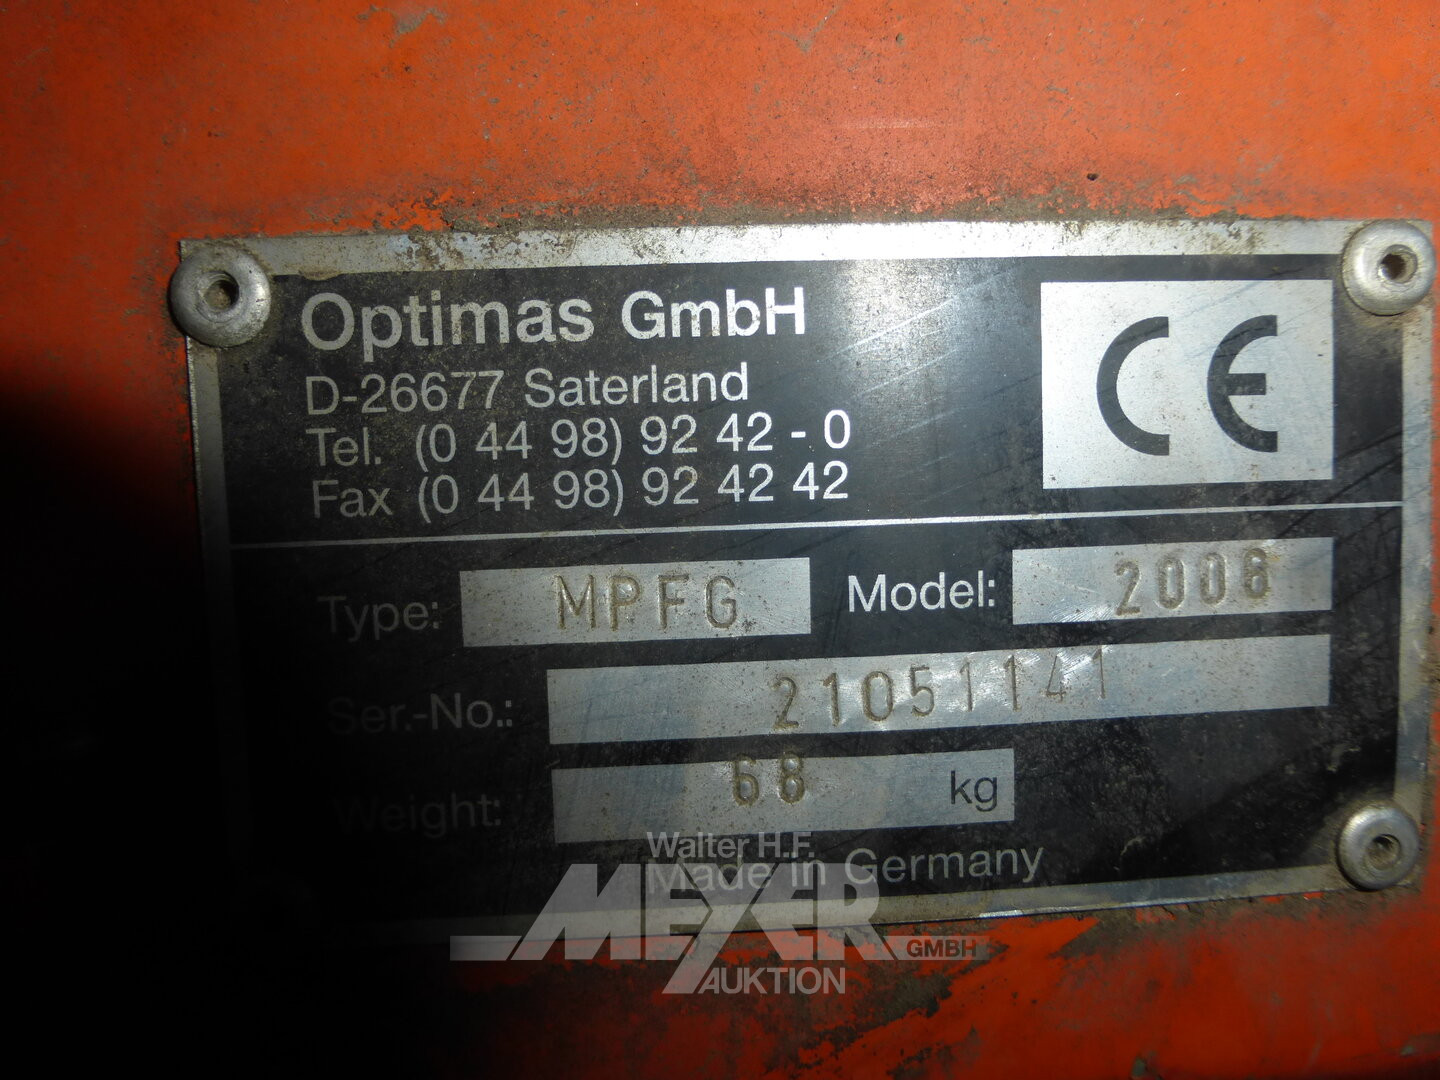 Optimas GmbH
D-26677 Saterland
Tel. (0 44 98) 92 42 - 0
Fax (0 44 98) 92 42 42
CE
Type: MPFG Model: 2008
Ser.-No.: 21051141
Weight: 68 kg
Made in Germany
Walter H.F.
MEYER GMBH
AUKTION